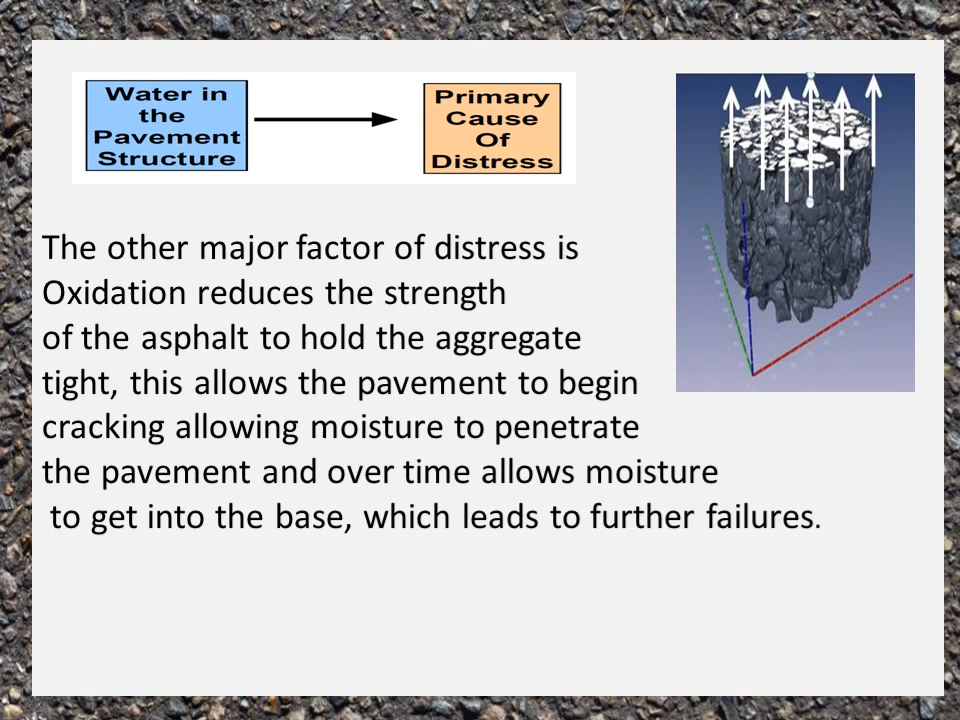 Water in
the
Pavement
Structure
Primary
Cause
Of
Distress
The other major factor of distress is
Oxidation reduces the strength
of the asphalt to hold the aggregate
tight, this allows the pavement to begin
cracking allowing moisture to penetrate
the pavement and over time allows moisture
to get into the base, which leads to further failures.